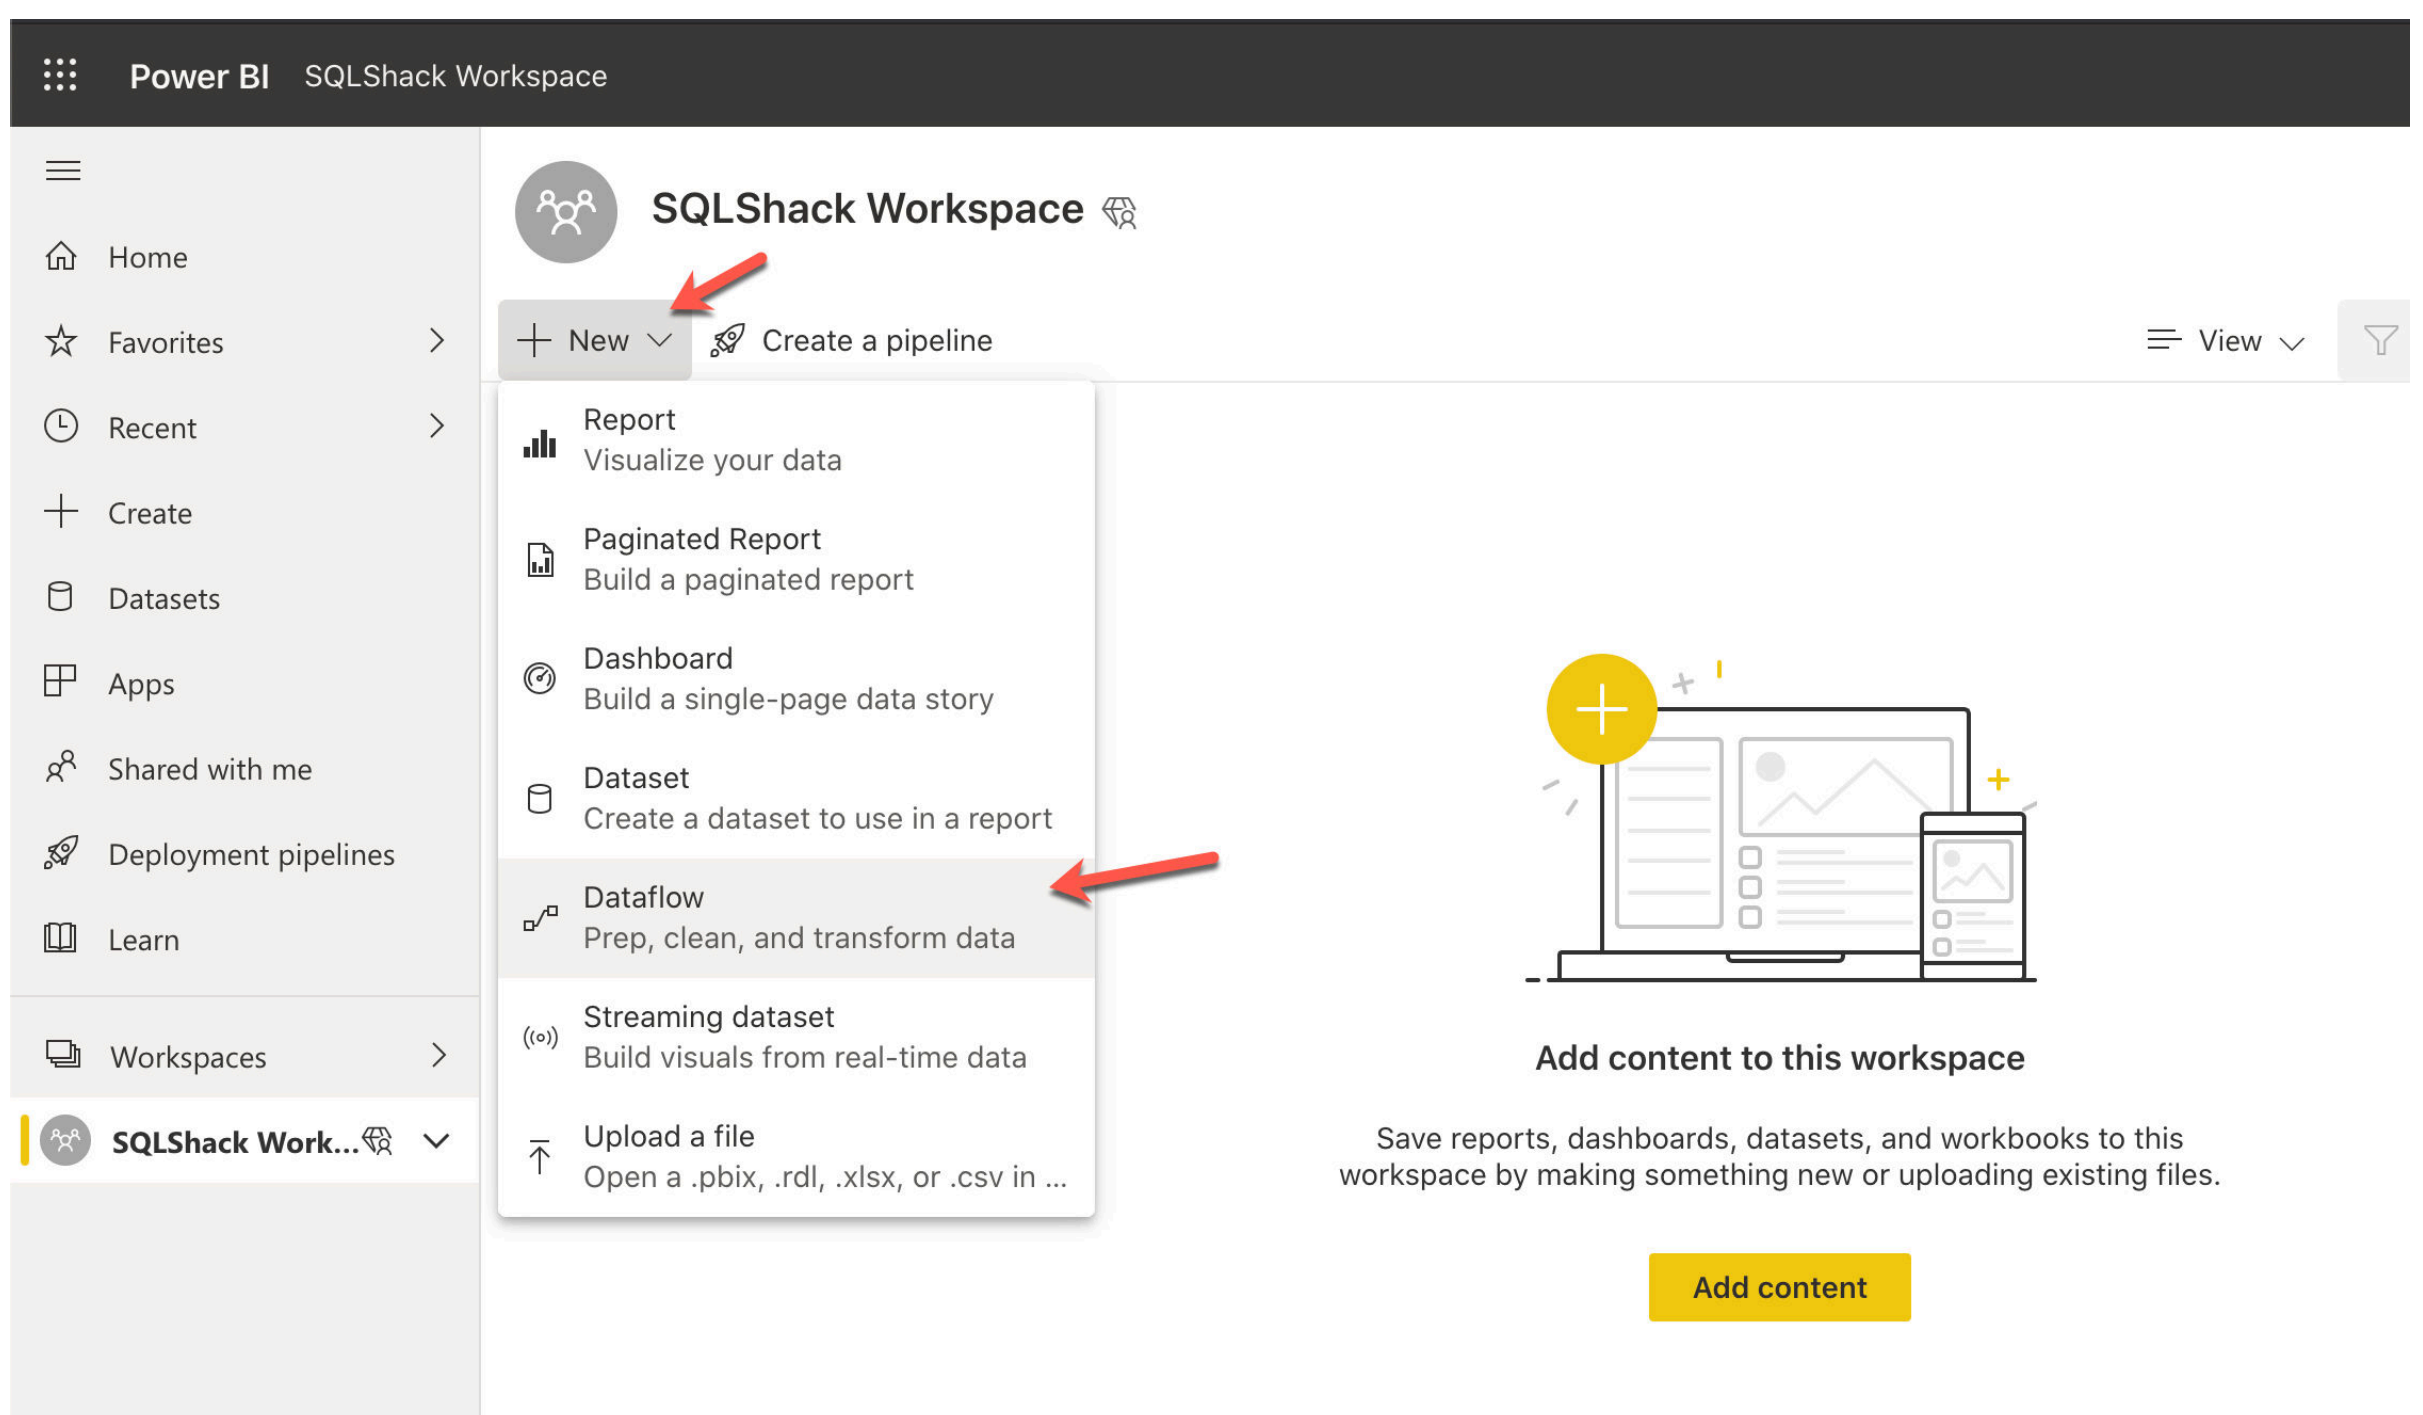 Power BI SQLShack Workspace
Home
Favorites
Recent
Create
Datasets
Apps
Shared with me
Deployment pipelines
Learn
Workspaces
SQLShack Work...
SQLShack Workspace
New
Create a pipeline
View
Report
Visualize your data
Paginated Report
Build a paginated report
Dashboard
Build a single-page data story
Dataset
Create a dataset to use in a report
Dataflow
Prep, clean, and transform data
Streaming dataset
Build visuals from real-time data
Upload a file
Open a .pbix, .rdl, .xlsx, or .csv in ...
Add content to this workspace
Save reports, dashboards, datasets, and workbooks to this
workspace by making something new or uploading existing files.
Add content